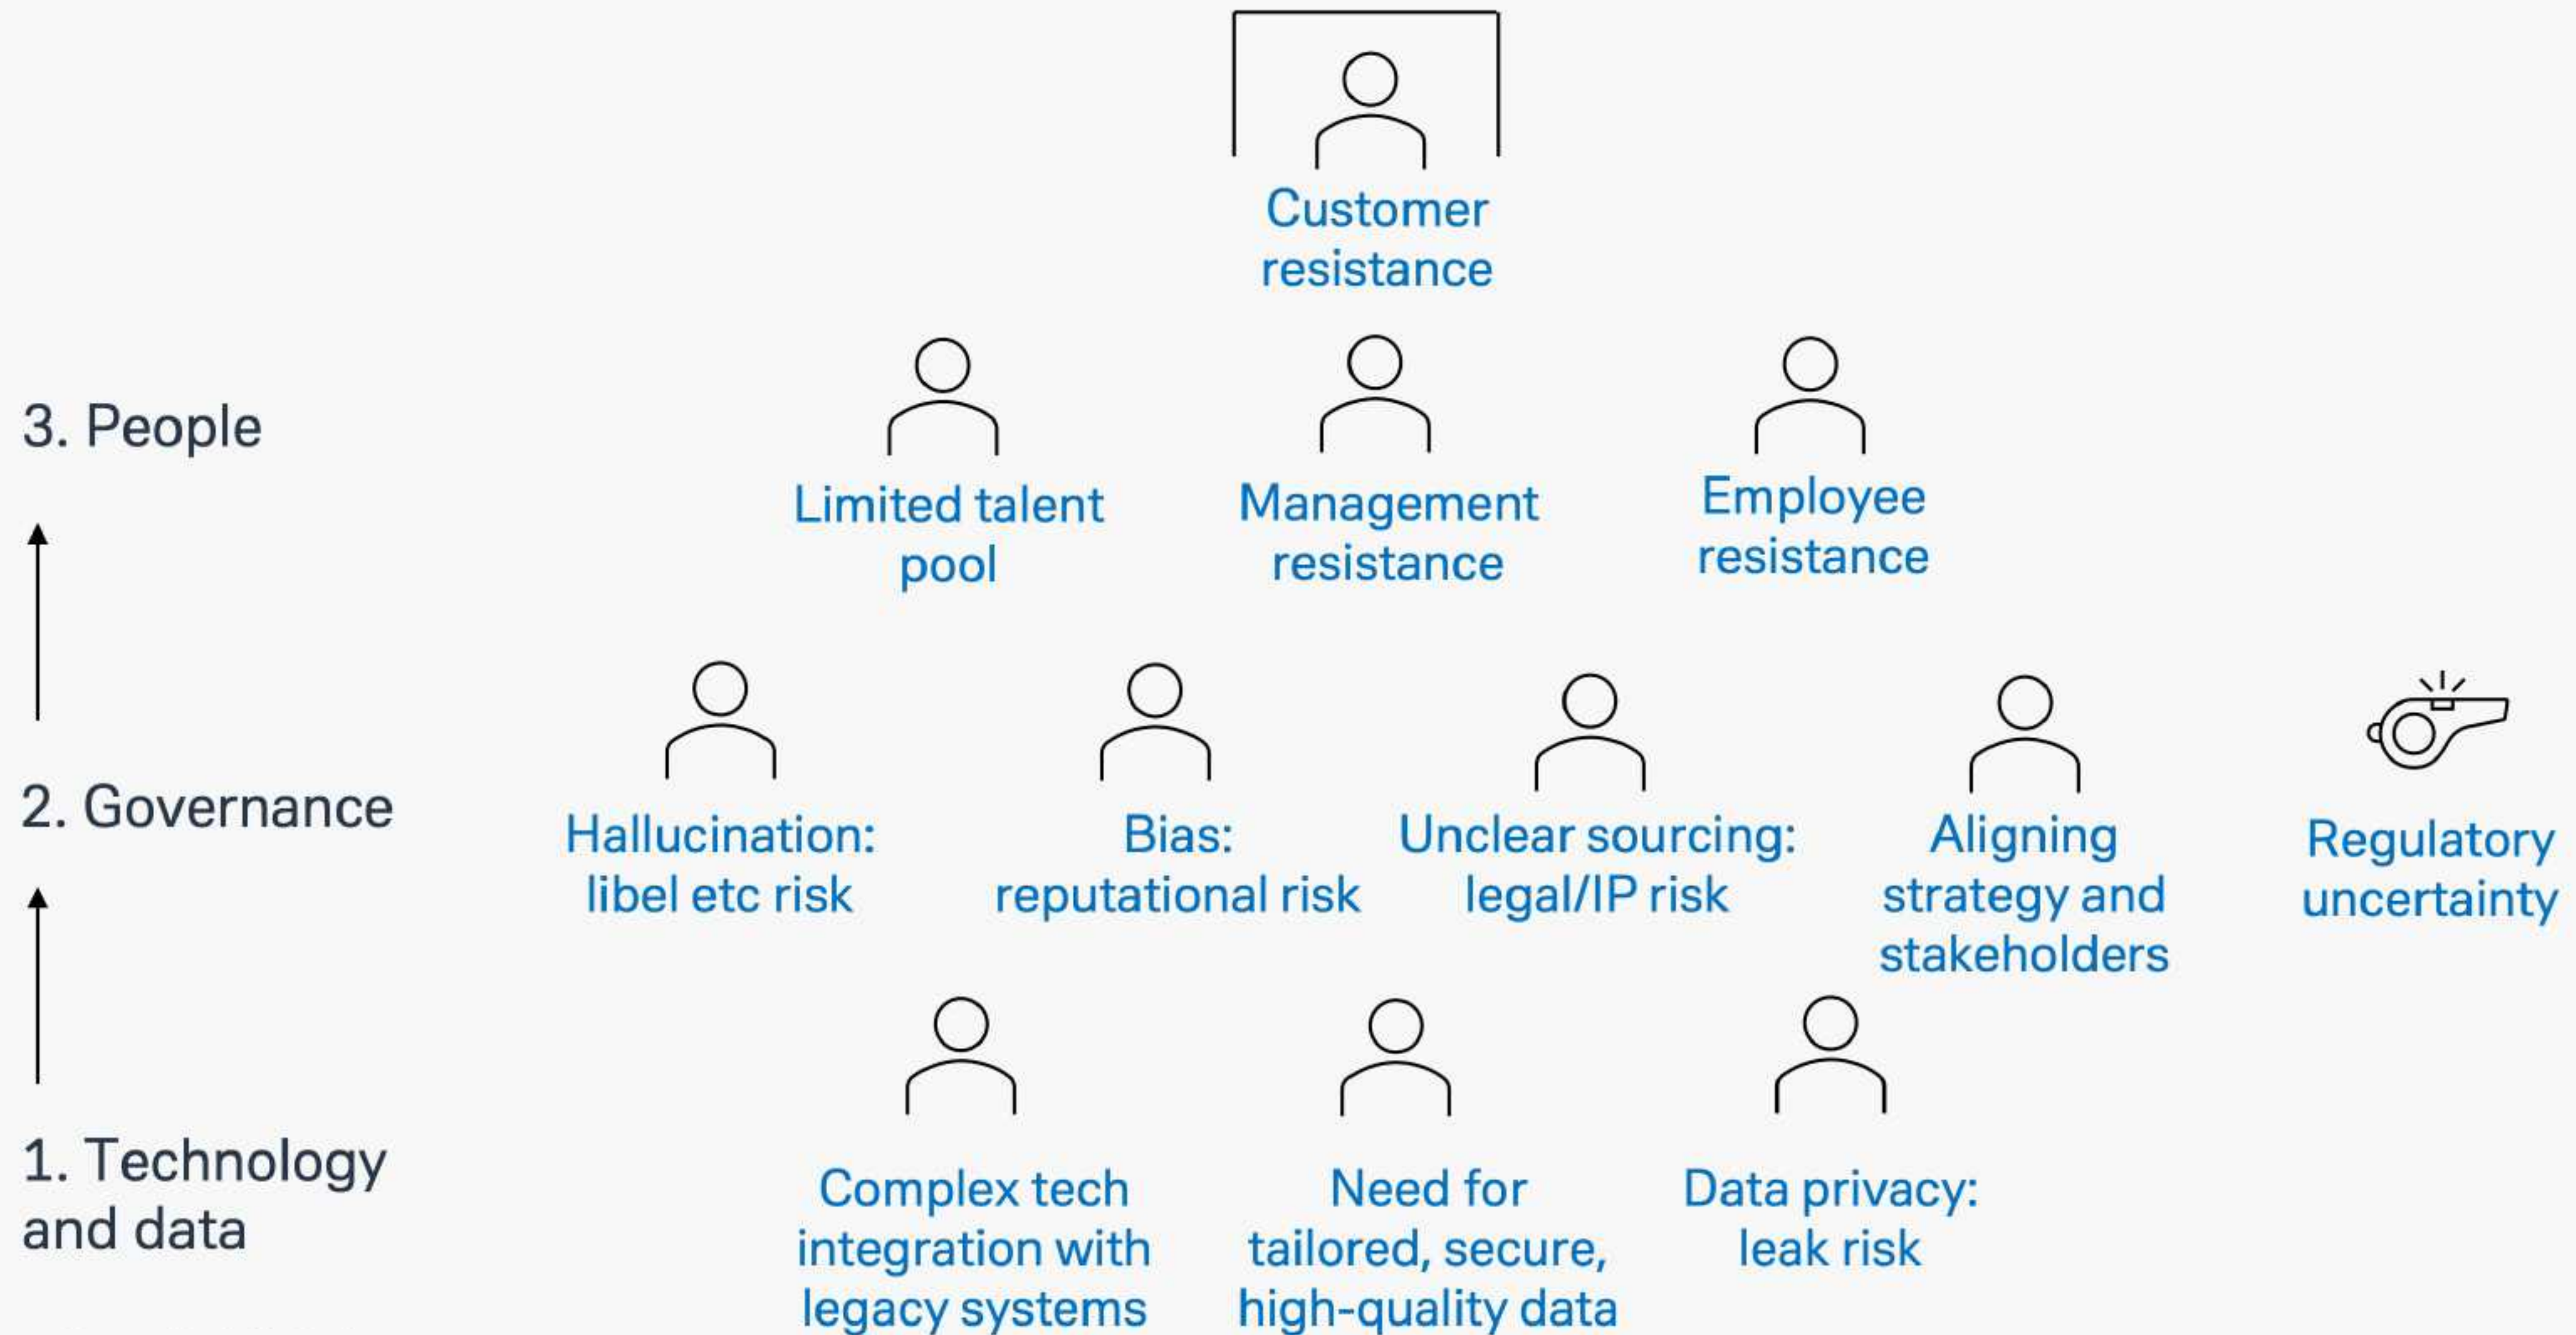 Customer
resistance
3. People
Limited talent
pool
Management
resistance
Employee
resistance
2. Governance
Hallucination:
libel etc risk
Bias:
reputational risk
Unclear sourcing:
legal/IP risk
Aligning
strategy and
stakeholders
Regulatory
uncertainty
1. Technology
and data
Complex tech
integration with
legacy systems
Need for
tailored, secure,
high-quality data
Data privacy:
leak risk